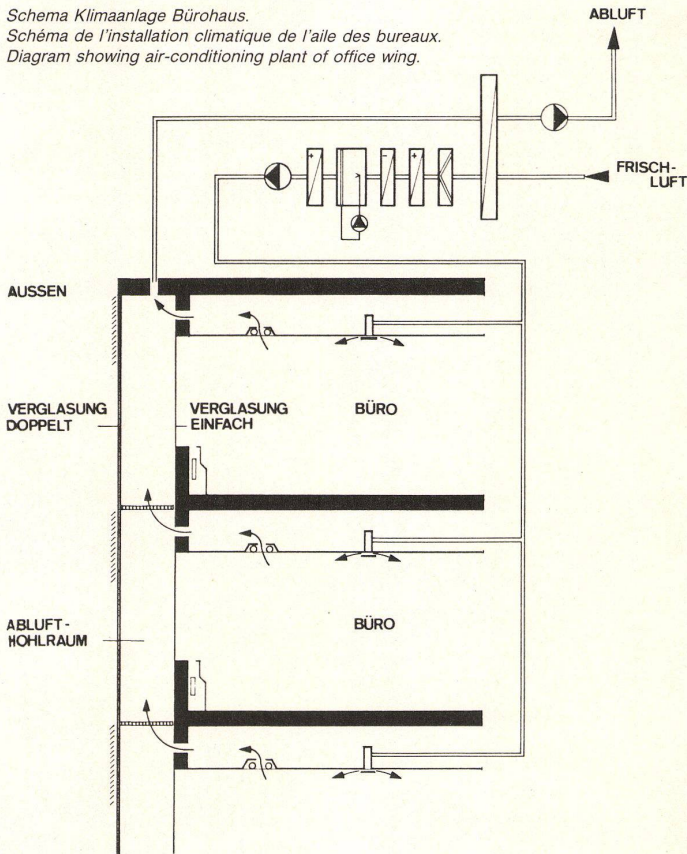 Schema Klimaanlage Bürohaus.
Schéma de l'installation climatique de l'aile des bureaux.
Diagram showing air-conditioning plant of office wing.
ABLUFT
+
-
+
FRISCH-
LUFT
AUSSEN
VERGLASUNG
DOPPELT
VERGLASUNG
EINFACH
BÜRO
ABLUFT-
HOHLRAUM
BÜRO